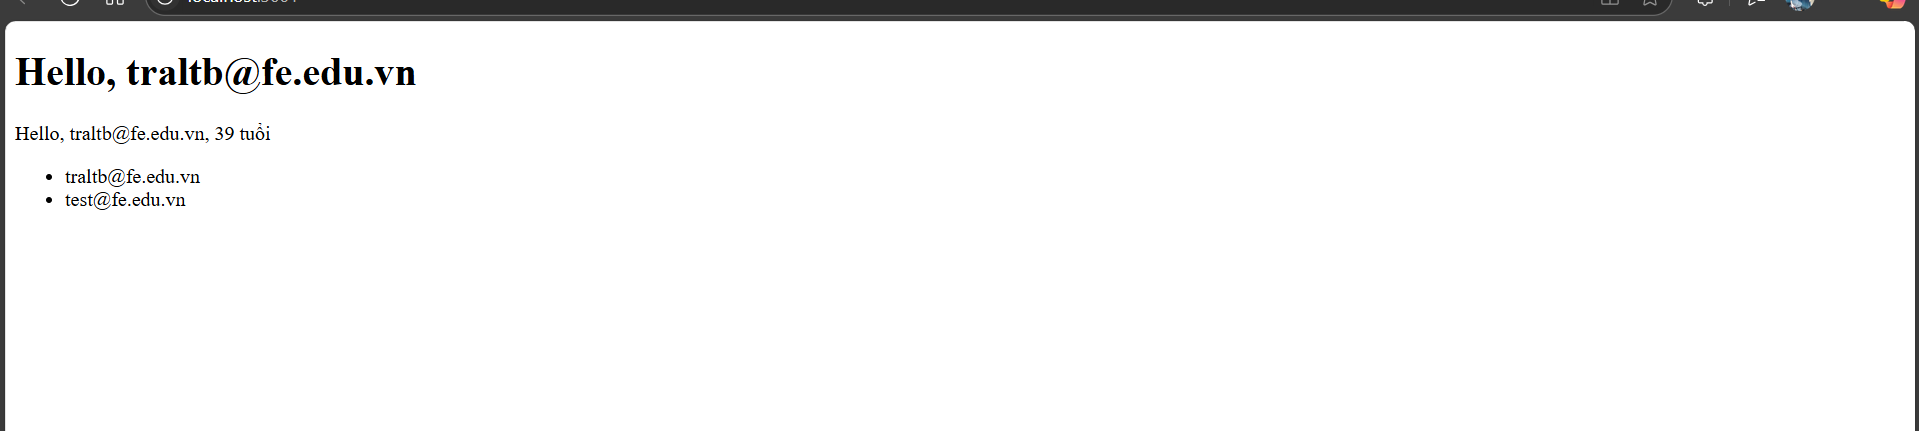 Hello, traltb@fe.edu.vn
Hello, traltb@fe.edu.vn, 39 tuổi
traltb@fe.edu.vn
test@fe.edu.vn